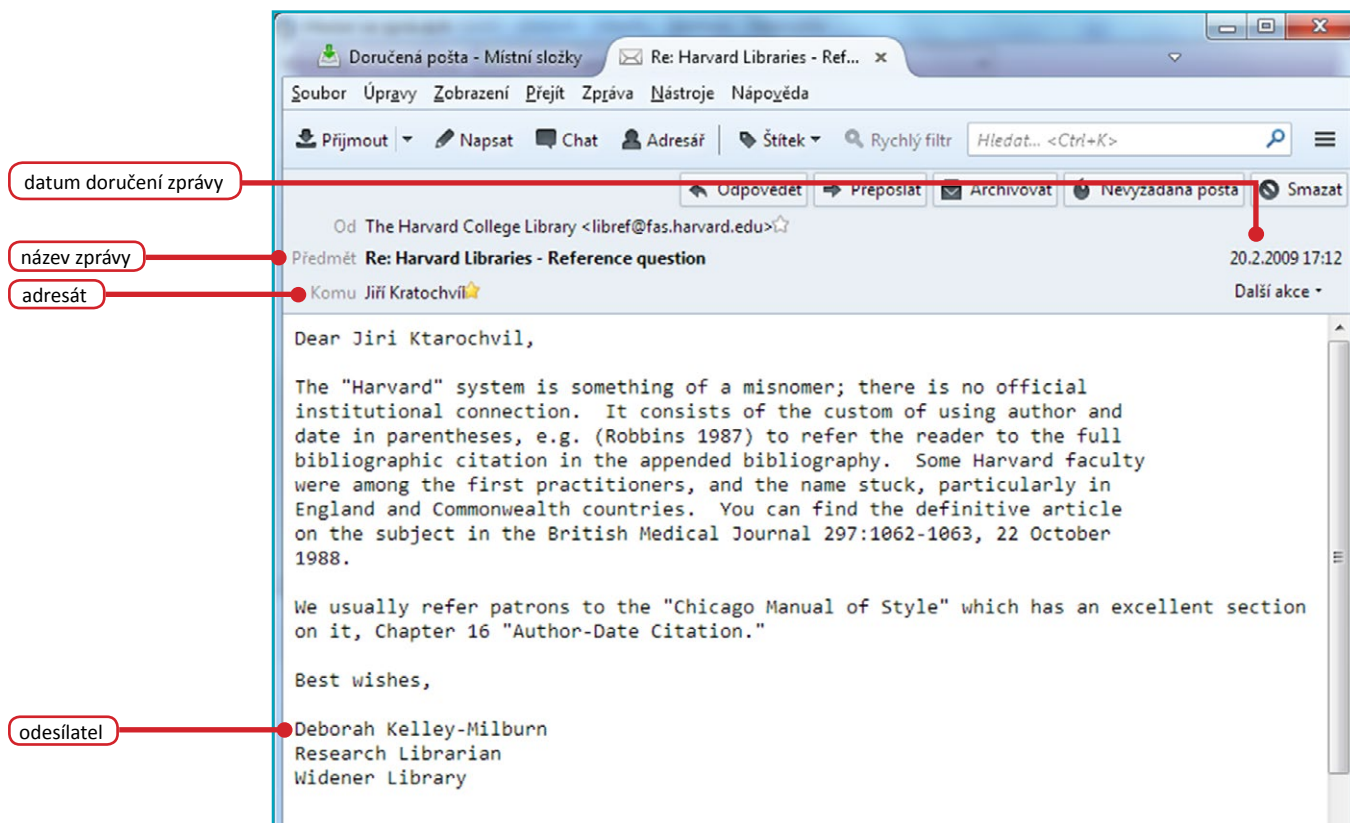 Doručená pošta - Místní složky
Re: Harvard Libraries - Ref...
Soubor Úpravy Zobrazení Přejít Zpráva Nástroje Nápověda
Přijmout Napsat Chat Adresář Štítek Rychlý filtr Hledat... <Ctrl+K>
datum doručení zprávy
Odpovědět Přeposlat Archivovat Nevyžádaná pošta Smazat
Od The Harvard College Library <libref@fas.harvard.edu>
název zprávy
Předmět Re: Harvard Libraries - Reference question 20.2.2009 17:12
adresát
Komu Jiří Kratochvíl Další akce
Dear Jiri Ktarochvil,
The "Harvard" system is something of a misnomer; there is no official
institutional connection. It consists of the custom of using author and
date in parentheses, e.g. (Robbins 1987) to refer the reader to the full
bibliographic citation in the appended bibliography. Some Harvard faculty
were among the first practitioners, and the name stuck, particularly in
England and Commonwealth countries. You can find the definitive article
on the subject in the British Medical Journal 297:1062-1063, 22 October
1988.
We usually refer patrons to the "Chicago Manual of Style" which has an excellent section
on it, Chapter 16 "Author-Date Citation."
Best wishes,
odesílatel
Deborah Kelley-Milburn
Research Librarian
Widener Library